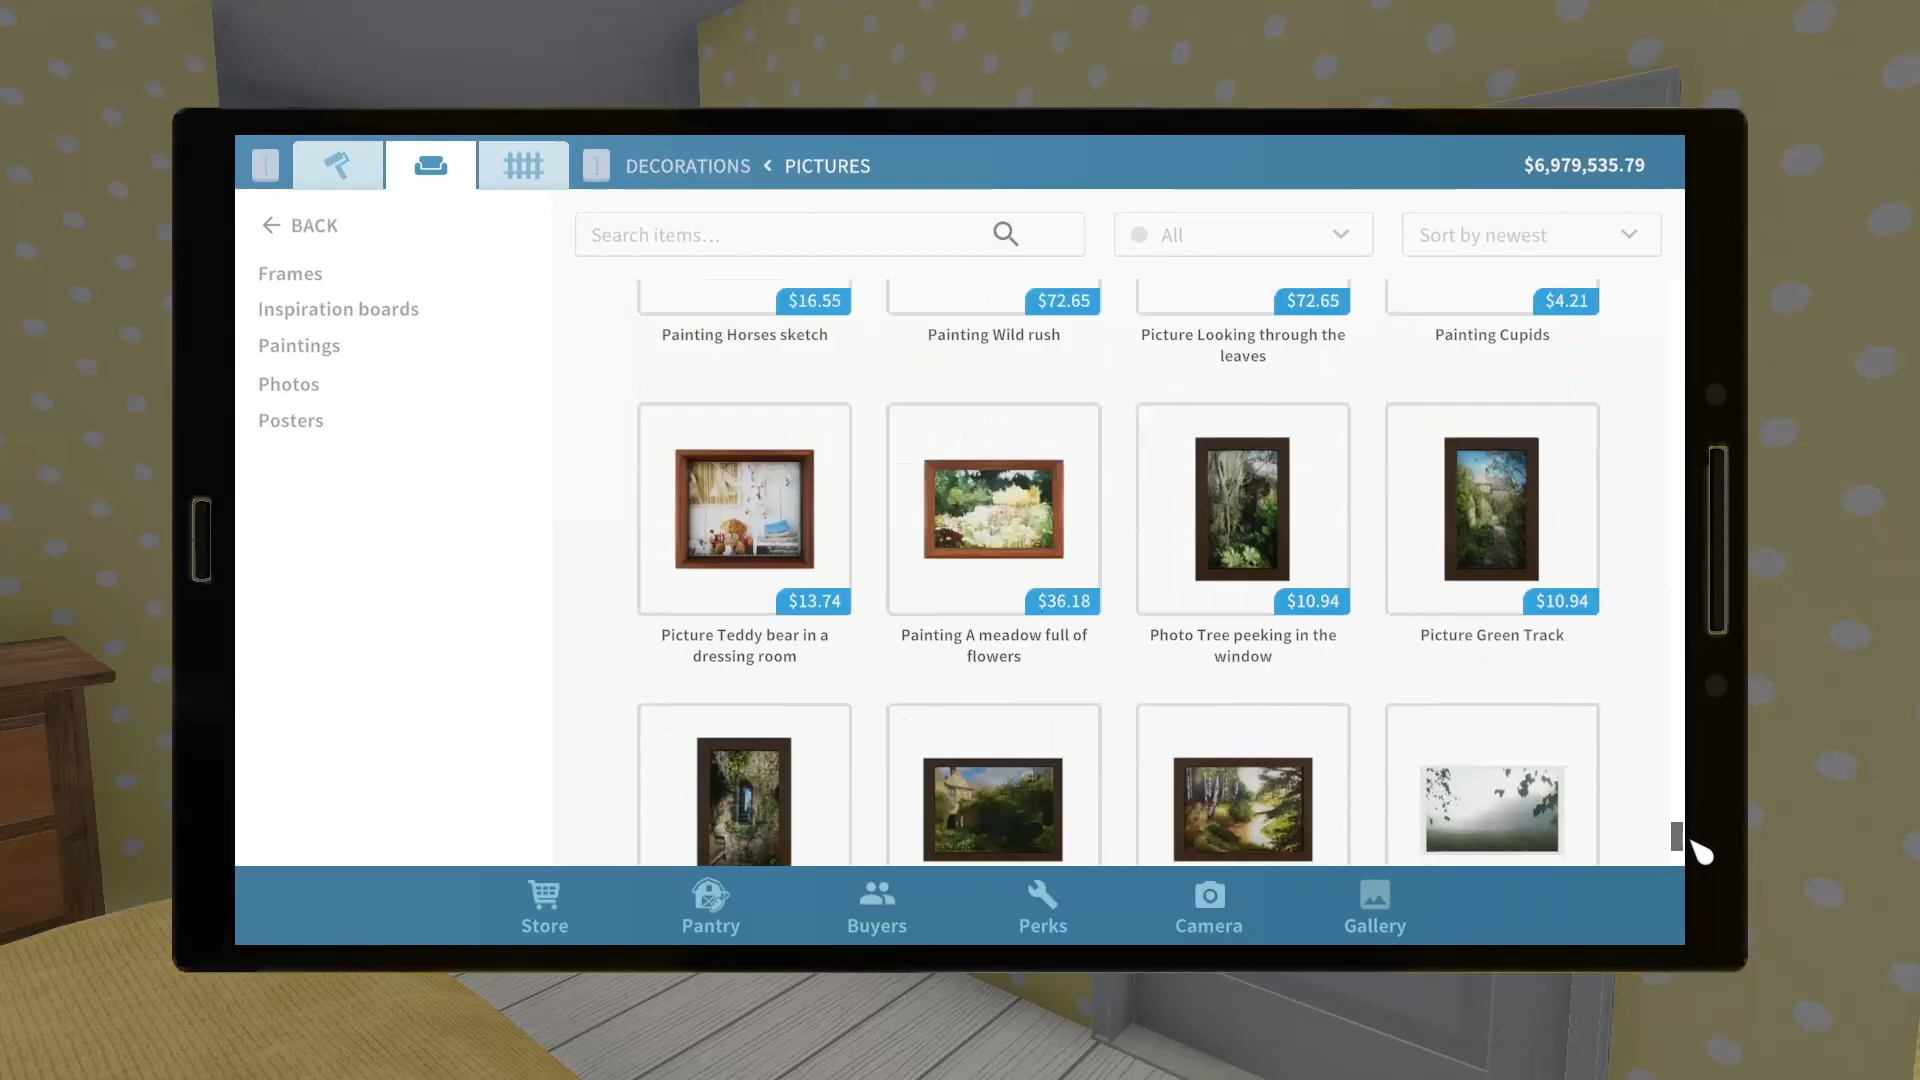 [
]
DECORATIONS < PICTURES
$6,979,535.79
BACK
Frames
Inspiration boards
Paintings
Photos
Posters
Search items...
All
Sort by newest
$16.55
$72.65
$72.65
$4.21
Painting Horses sketch
Painting Wild rush
Picture Looking through the
leaves
Painting Cupids
$13.74
$36.18
$10.94
$10.94
Picture Teddy bear in a
dressing room
Painting A meadow full of
flowers
Photo Tree peeking in the
window
Picture Green Track
Store
Pantry
Buyers
Perks
Camera
Gallery